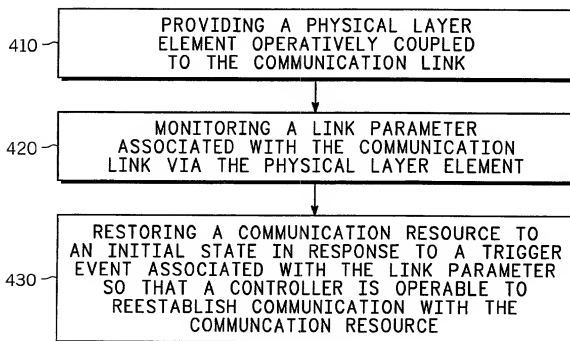 410
PROVIDING A PHYSICAL LAYER
ELEMENT OPERATIVELY COUPLED
TO THE COMMUNICATION LINK
420
MONITORING A LINK PARAMETER
ASSOCIATED WITH THE COMMUNICATION
LINK VIA THE PHYSICAL LAYER ELEMENT
430
RESTORING A COMMUNICATION RESOURCE TO
AN INITIAL STATE IN RESPONSE TO A TRIGGER
EVENT ASSOCIATED WITH THE LINK PARAMETER
SO THAT A CONTROLLER IS OPERABLE TO
REESTABLISH COMMUNICATION WITH THE
COMMUNCATION RESOURCE